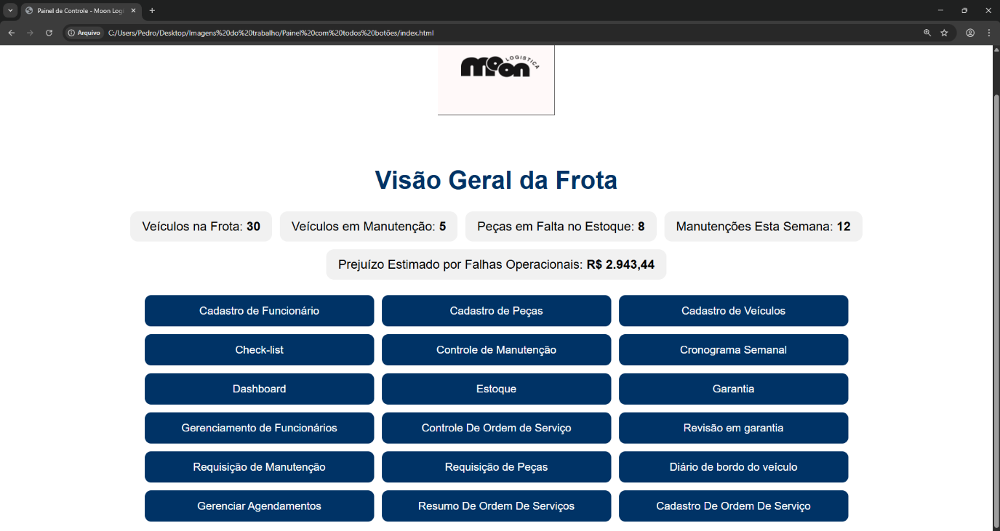 Painel de Controle - Moon Logi
Arquivo C:/Users/Pedro/Desktop/Imagens%20do%20trabalho/Painel%20com%20todos%20botões/index.html
moon LOGISTICA
Visão Geral da Frota
Veículos na Frota: 30 Veículos em Manutenção: 5 Peças em Falta no Estoque: 8 Manutenções Esta Semana: 12
Prejuízo Estimado por Falhas Operacionais: R$ 2.943,44
Cadastro de Funcionário Cadastro de Peças Cadastro de Veículos
Check-list Controle de Manutenção Cronograma Semanal
Dashboard Estoque Garantia
Gerenciamento de Funcionários Controle De Ordem de Serviço Revisão em garantia
Requisição de Manutenção Requisição de Peças Diário de bordo do veículo
Gerenciar Agendamentos Resumo De Ordem De Serviços Cadastro De Ordem De Serviço